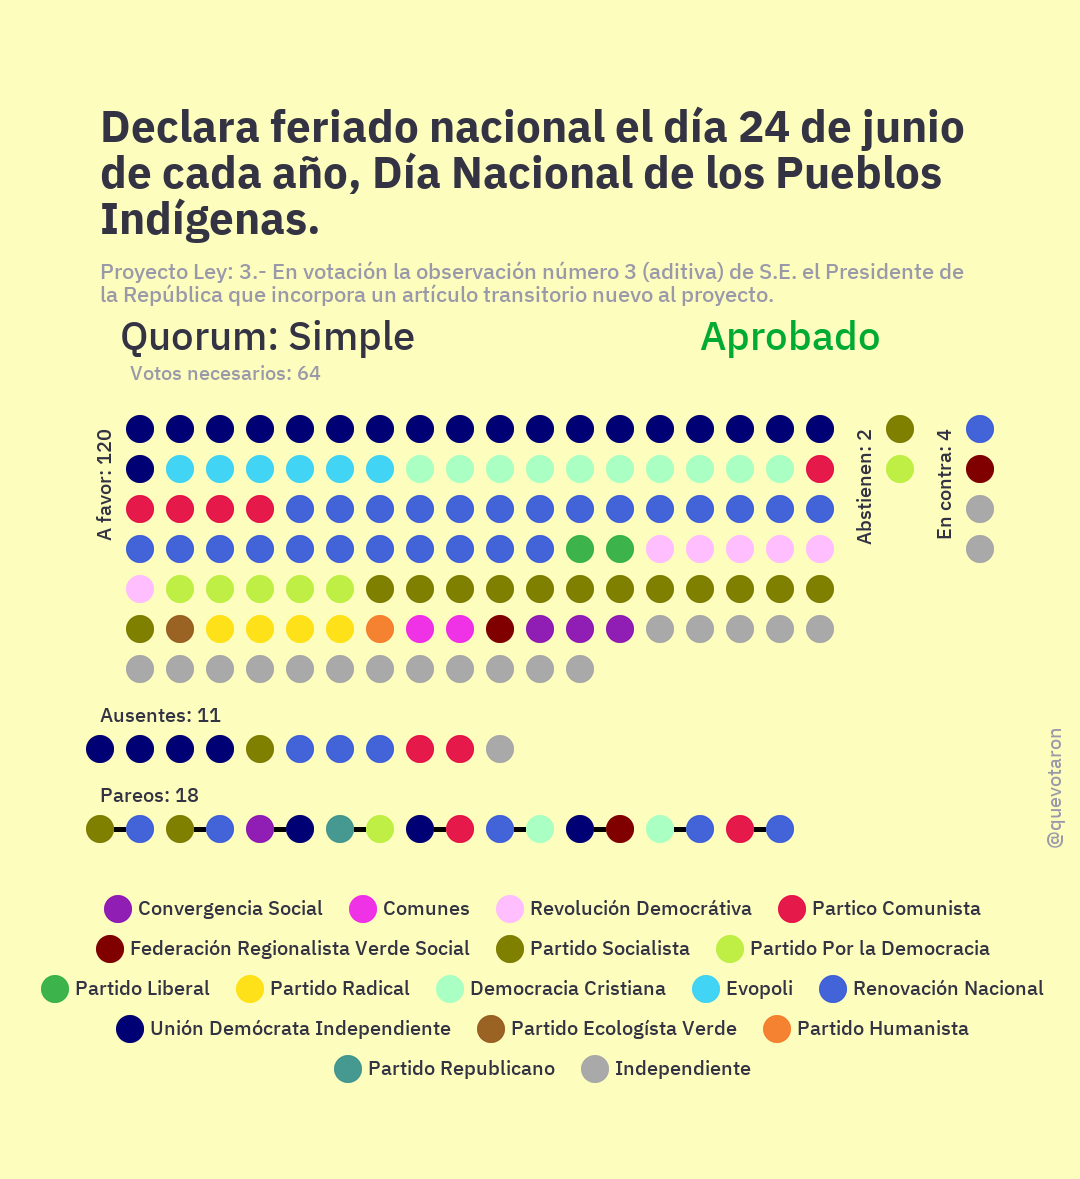 Declara feriado nacional el día 24 de junio
de cada año, Día Nacional de los Pueblos
Indígenas.
Proyecto Ley: 3.- En votación la observación número 3 (aditiva) de S.E. el Presidente de
la República que incorpora un artículo transitorio nuevo al proyecto.
Quorum: Simple
Aprobado
Votos necesarios: 64
A favor: 120
Abstienen: 2
En contra: 4
Ausentes: 11
Pareos: 18
@quevotaron
Convergencia Social Comunes Revolución Demócrátiva Partico Comunista
Federación Regionalista Verde Social Partido Socialista Partido Por la Democracia
Partido Liberal Partido Radical Democracia Cristiana Evopoli Renovación Nacional
Unión Demócrata Independiente Partido Ecologísta Verde Partido Humanista
Partido Republicano Independiente